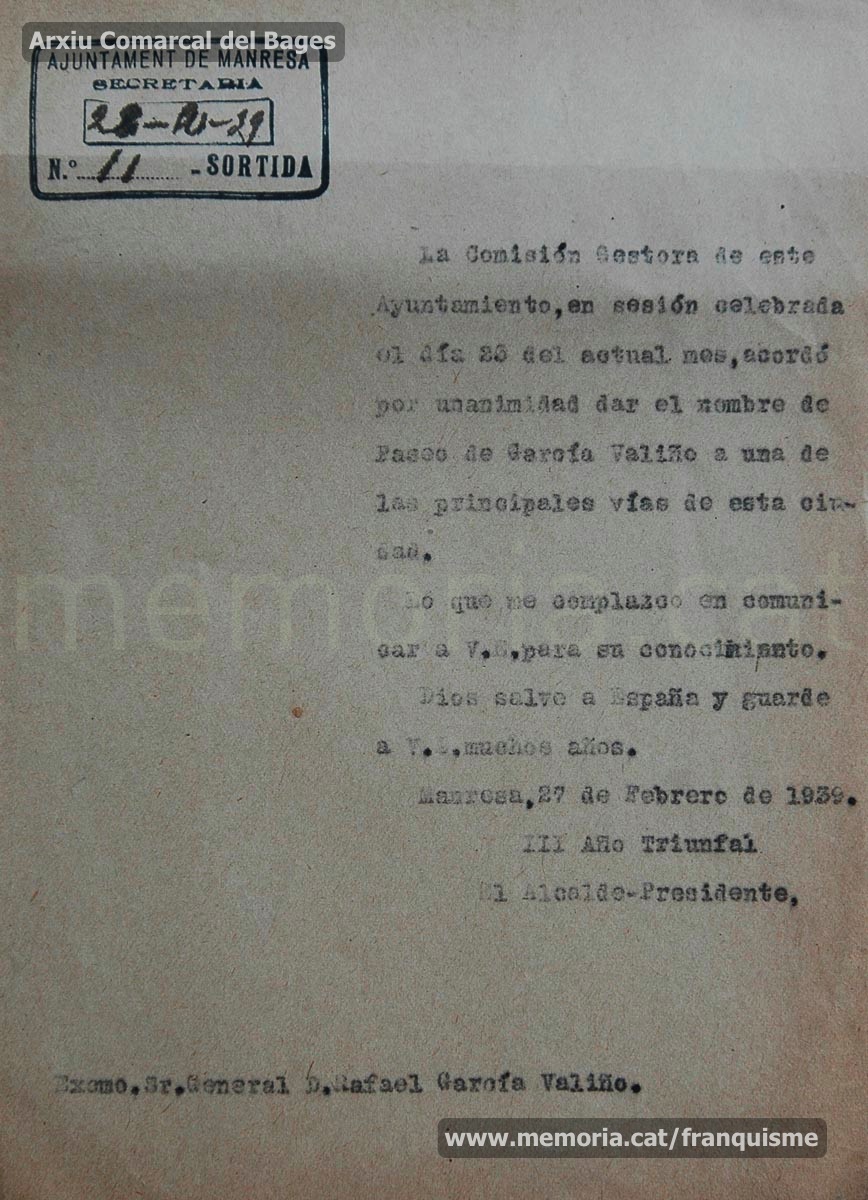 Arxiu Comarcal del Bages
AJUNTAMENT DE MANRESA
SECRETARIA
N.º 11 - SORTIDA
La Comisión Gestora de este
Ayuntamiento,en sesión celebrada
el día del actual mes,acordó
por unanimidad dar el nombre de
Paseo de García Valiño a una de
las principales vías de esta ciu-
dad.
Lo que me complazco en comuni-
car a V.E.para su conocimiento.
Dios salve a España y guarde
a V.E.muchos años.
Manresa,27 de Febrero de 1939.
III Año Triunfal
El Alcalde-Presidente,
Excmo.Sr.General D.Rafael García Valiño.
memoria.cat
www.memoria.cat/franquisme